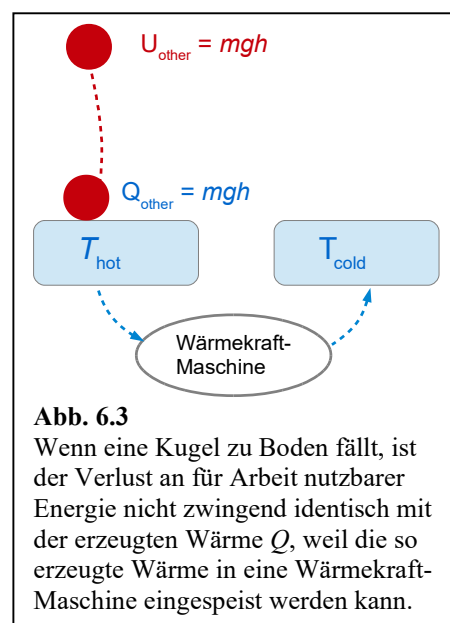 U_other = mgh
Q_other = mgh
T_hot
T_cold
Wärmekraft-
Maschine
Abb. 6.3
Wenn eine Kugel zu Boden fällt, ist
der Verlust an für Arbeit nutzbarer
Energie nicht zwingend identisch mit
der erzeugten Wärme Q, weil die so
erzeugte Wärme in eine Wärmekraft-
Maschine eingespeist werden kann.